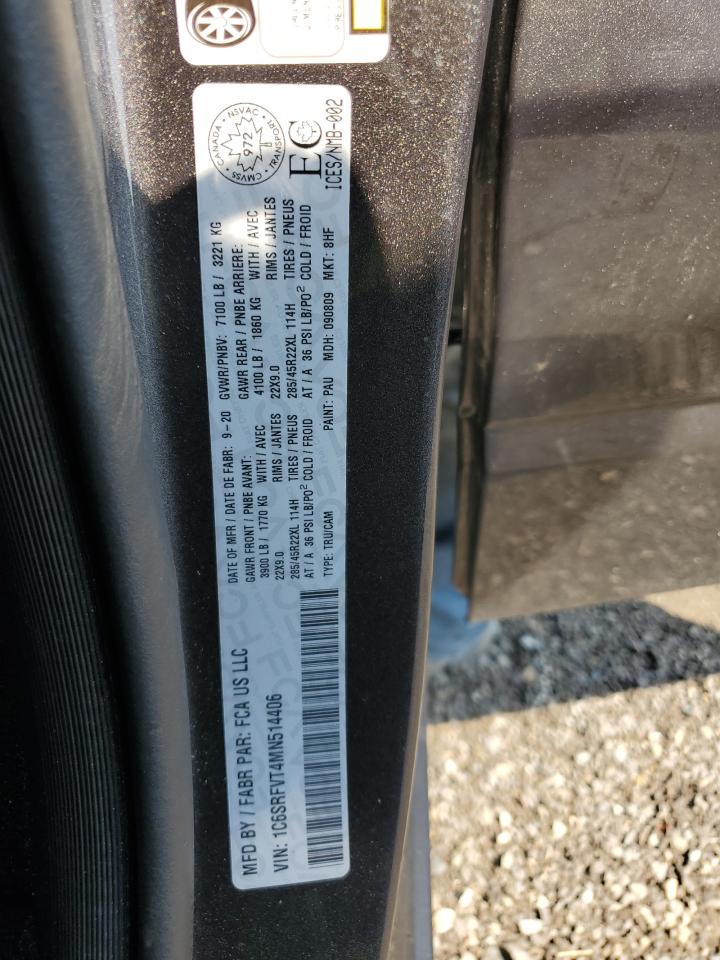 MFD BY / FABR PAR: FCA US LLC
VIN: 1C6SRFVT4MN514406
DATE OF MFR / DATE DE FABR: 9-20
GVWR/PNBV: 7100 LB / 3221 KG
GAWR FRONT / PNBE AVANT:
3900 LB / 1770 KG WITH / AVEC
22X9.0 RIMS / JANTES
285/45R22XL 114H TIRES / PNEUS
AT / A 36 PSI LB/PO² COLD / FROID
GAWR REAR / PNBE ARRIERE:
4100 LB / 1860 KG WITH / AVEC
22X9.0 RIMS / JANTES
285/45R22XL 114H TIRES / PNEUS
AT / A 36 PSI LB/PO² COLD / FROID
TYPE: TRU/CAM PAINT: PAU MDH: 090809 MKT: 8HF
CANADA · NSVAC · TRANSPORT · CMVSS
972
EC
ICES/NMB-002